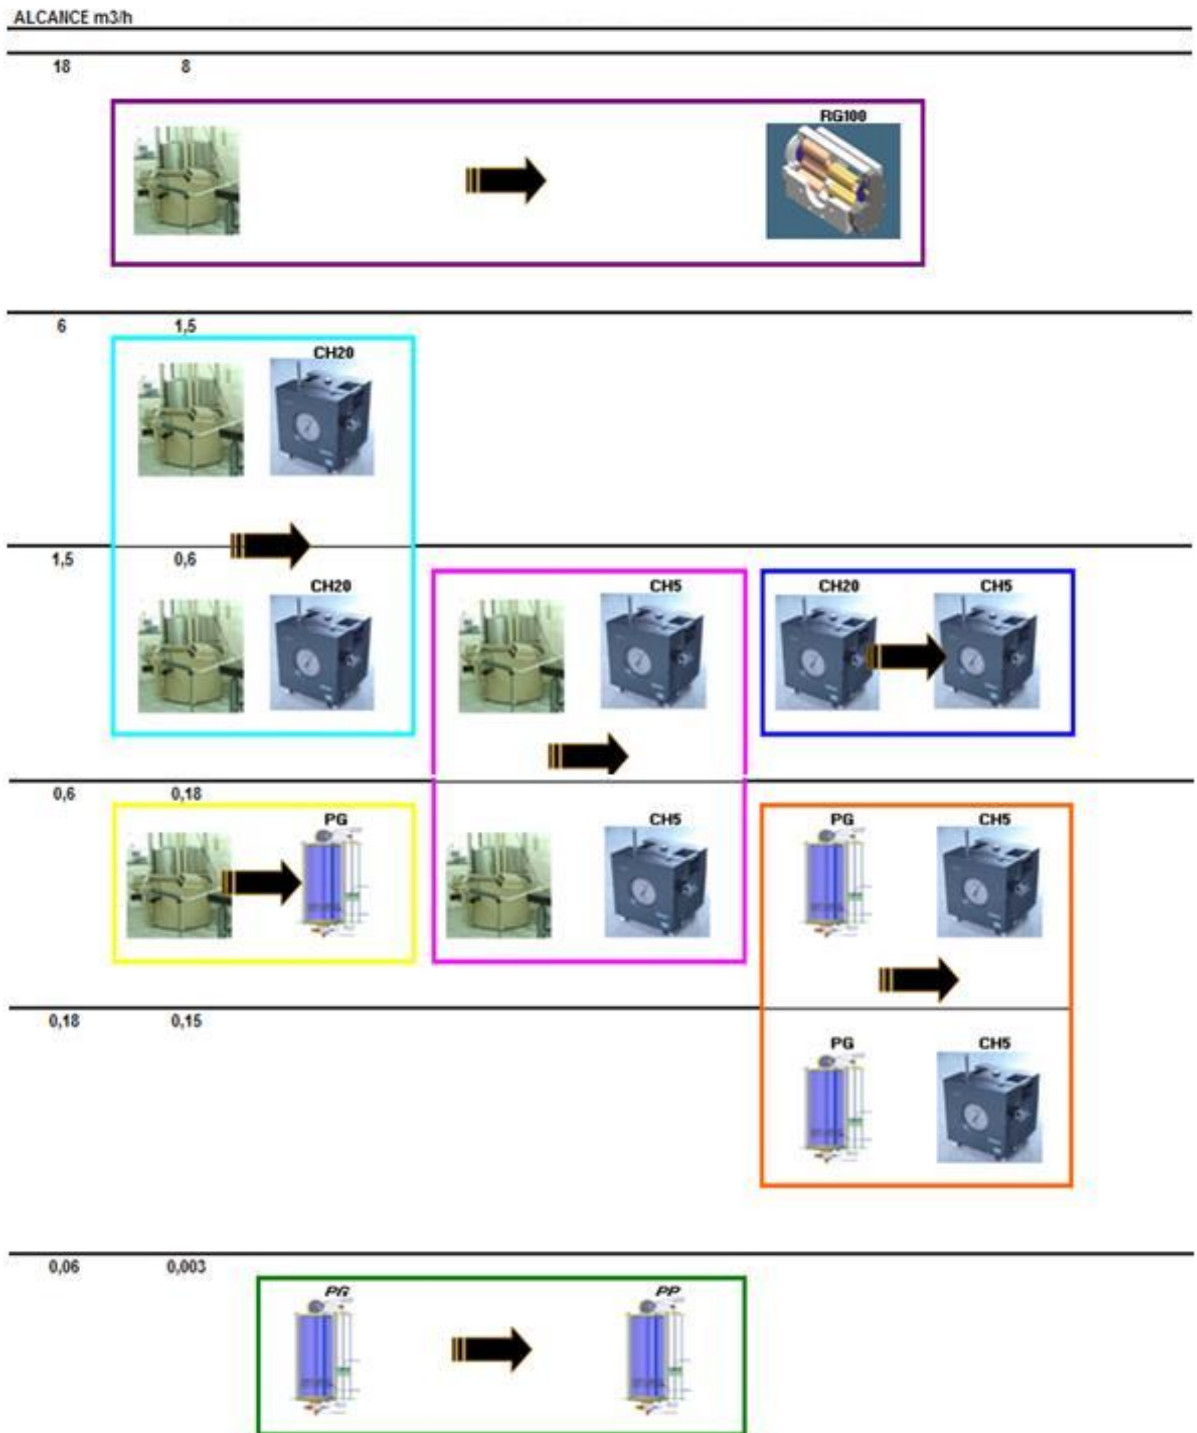 ALCANCE m3/h
18 8
RG100
6 1,5
CH20
1,5 0,6
CH20 CH5 CH20 CH5
0,6 0,18
PG CH5 PG CH5
0,18 0,15
PG CH5
0,06 0,003
PG PP